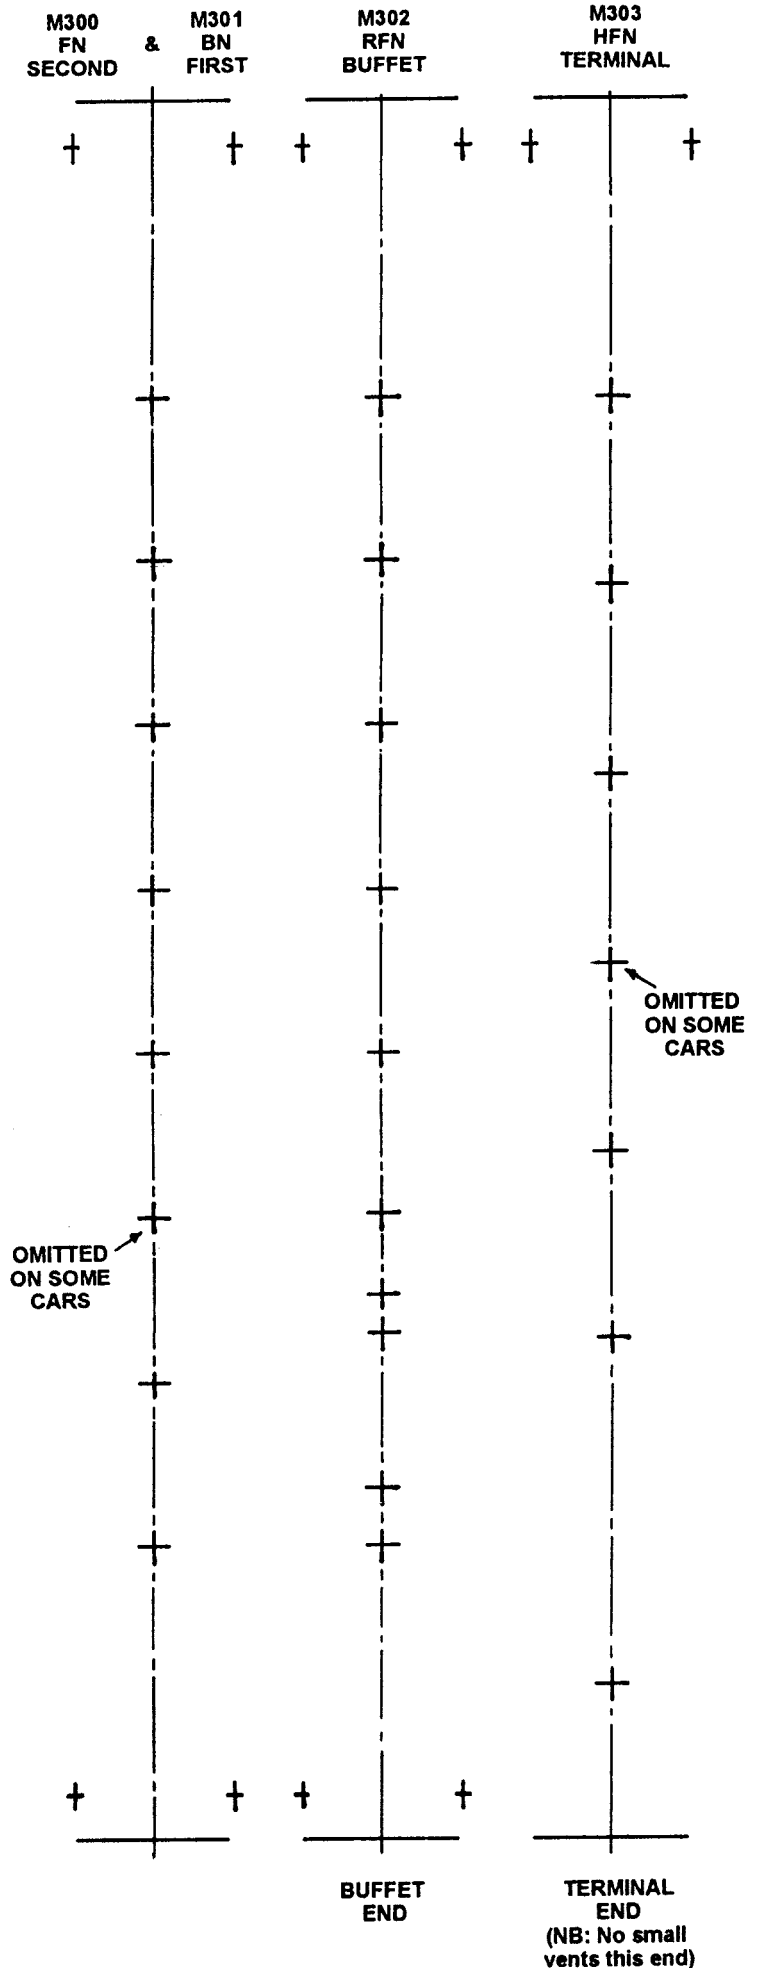 M300
FN
SECOND
&
M301
BN
FIRST
M302
RFN
BUFFET
M303
HFN
TERMINAL
OMITTED
ON SOME
CARS
OMITTED
ON SOME
CARS
BUFFET
END
TERMINAL
END
(NB: No small
vents this end)